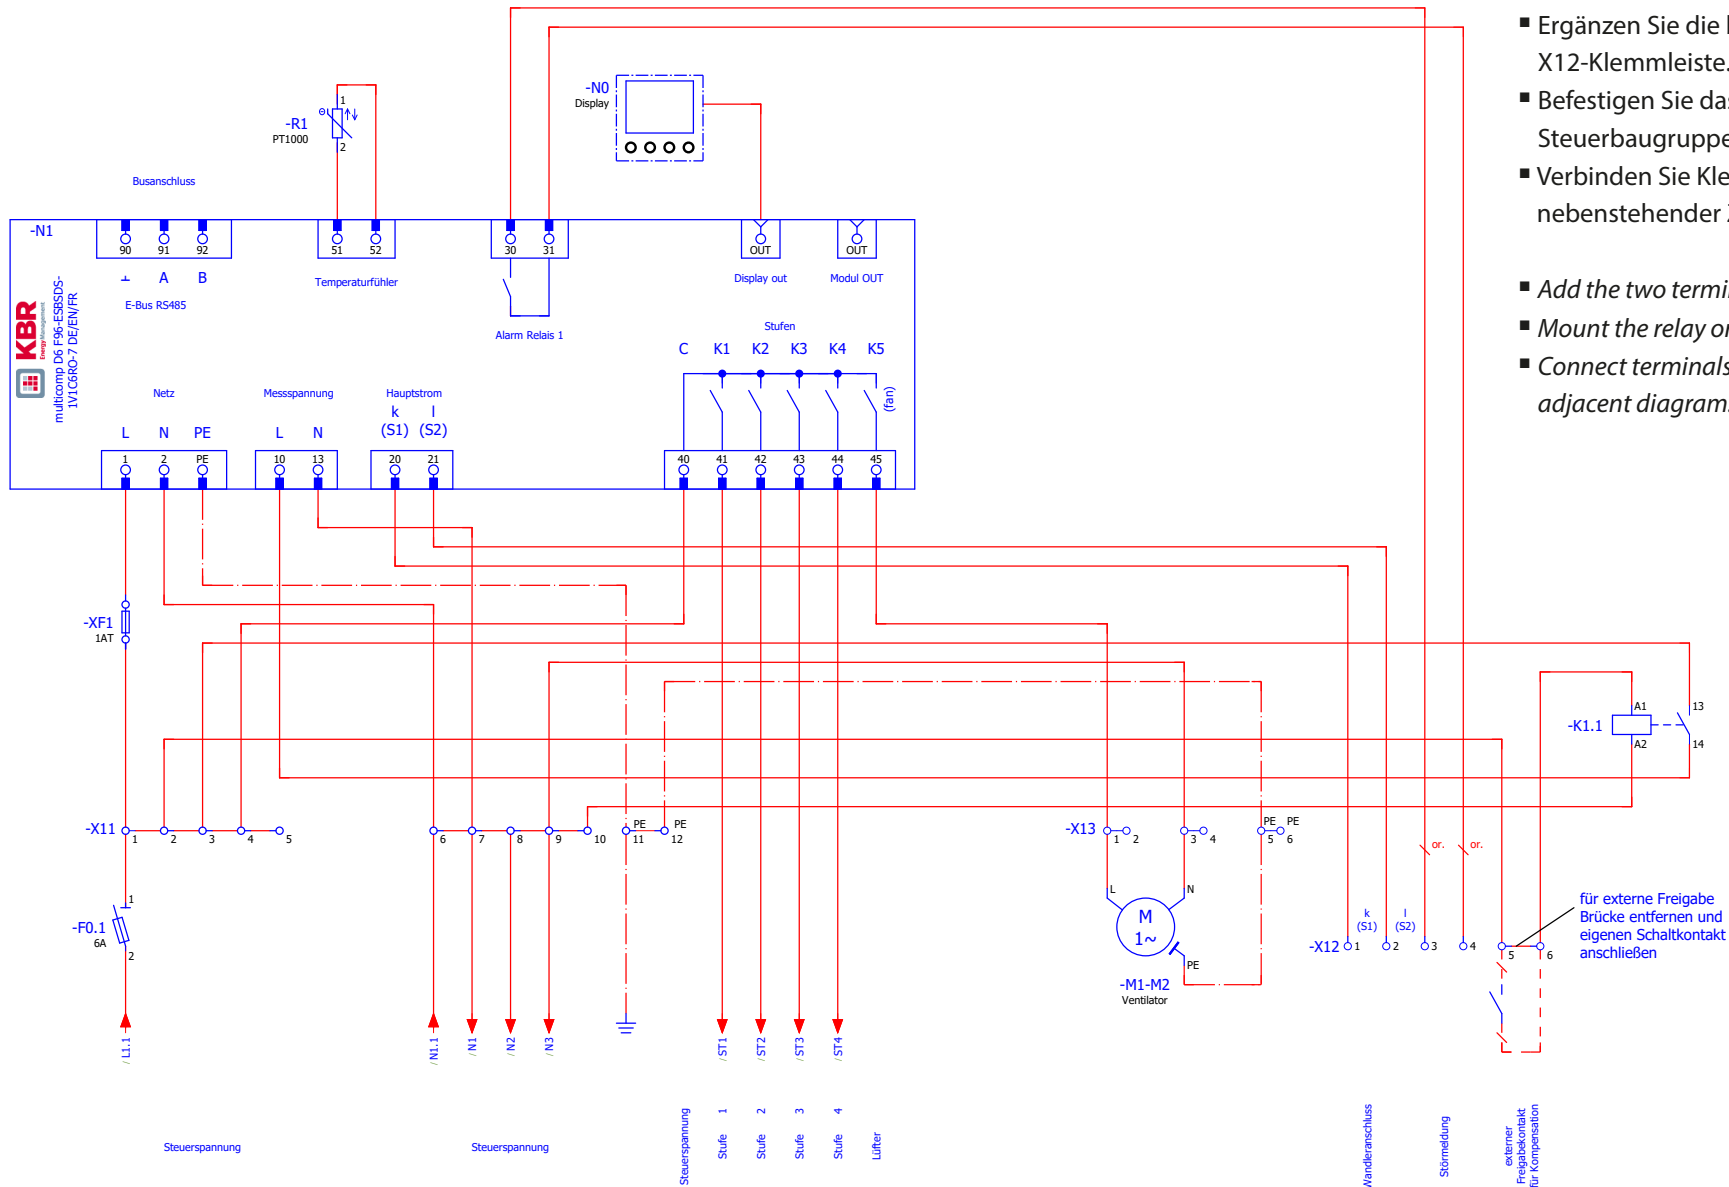 Ergänzen Sie die
X12-Klemmleiste.
Befestigen Sie das
Steuerbaugruppe
Verbinden Sie
nebenstehender
Add the two
Mount the relay
Connect terminals
adjacent diagram.
-N0
Display
-R1
PT1000
1
2
Busanschluss
-N1
90 91 92
51 52
30 31
OUT
OUT
⊥ A B
E-Bus RS485
Temperaturfühler
Alarm Relais 1
Display out
Modul OUT
KBR
EnergyManagement
multicomp D6 F96-ESBSDS-
1V1C6RO-7 DE/EN/FR
Stufen
C K1 K2 K3 K4 K5
(fan)
Netz
Messspannung
Hauptstrom
k l
(S1) (S2)
L N PE
L N
1 2 PE
10 13
20 21
40 41 42 43 44 45
-XF1
1AT
-K1.1
A1
A2
13
14
-X11
1 2 3 4 5
6 7 8 9 10
PE PE
11 12
-X13
1 2 3 4
PE PE
5 6
or. or.
-F0.1
6A
1
2
L N
M
1~
PE
-M1-M2
Ventilator
-X12
k l
(S1) (S2)
1 2 3 4 5 6
für externe Freigabe
Brücke entfernen und
eigenen Schaltkontakt
anschließen
/ L1.1
/ N1.1
/ N1
/ N2
/ N3
/ ST1
/ ST2
/ ST3
/ ST4
Steuerspannung
Steuerspannung
Steuerspannung
Stufe 1
Stufe 2
Stufe 3
Stufe 4
Lüfter
Wandleranschluss
Störmeldung
externer
Freigabekontakt
für Kompensation